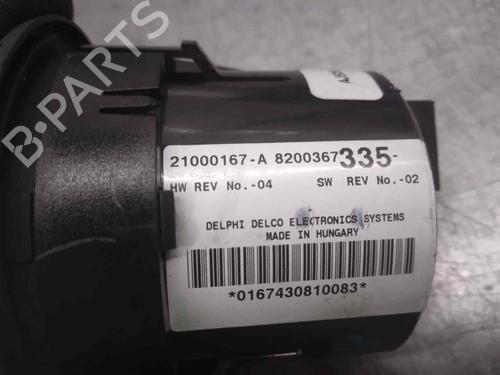 B-PARTS
21000167-A 8200367335-
HW REV No.-04 SW REV No.-02
DELPHI DELCO ELECTRONICS SYSTEMS
MADE IN HUNGARY
*0167430810083*